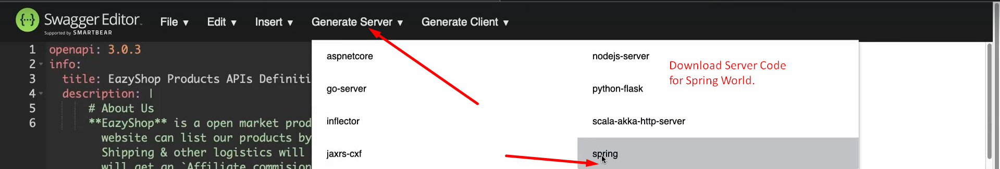 Swagger Editor
Supported by SMARTBEAR
File ▼ Edit ▼ Insert ▼ Generate Server ▼ Generate Client ▼
1 openapi: 3.0.3
2 info:
3 title: EazyShop Products APIs Definiti
4 description: |
5 # About Us
6 **EazyShop** is a open market prod
website can list our products by
Shipping & other logistics will
will get an `Affiliate commision
aspnetcore nodejs-server
go-server python-flask
inflector scala-akka-http-server
jaxrs-cxf spring
Download Server Code
for Spring World.